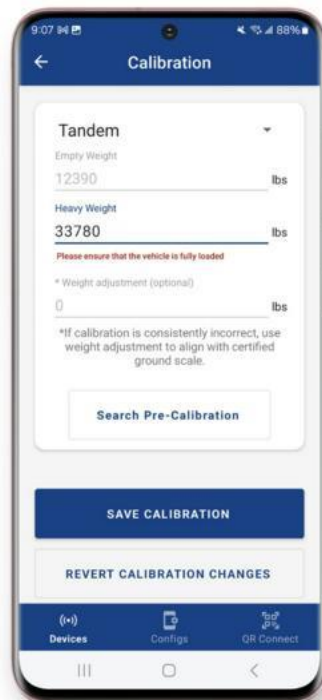 9:07 88%
Calibration
Tandem
Empty Weight
12390 lbs
Heavy Weight
33780 lbs
Please ensure that the vehicle is fully loaded
* Weight adjustment (optional)
0 lbs
*If calibration is consistently incorrect, use
weight adjustment to align with certified
ground scale.
Search Pre-Calibration
SAVE CALIBRATION
REVERT CALIBRATION CHANGES
Devices Configs QR Connect